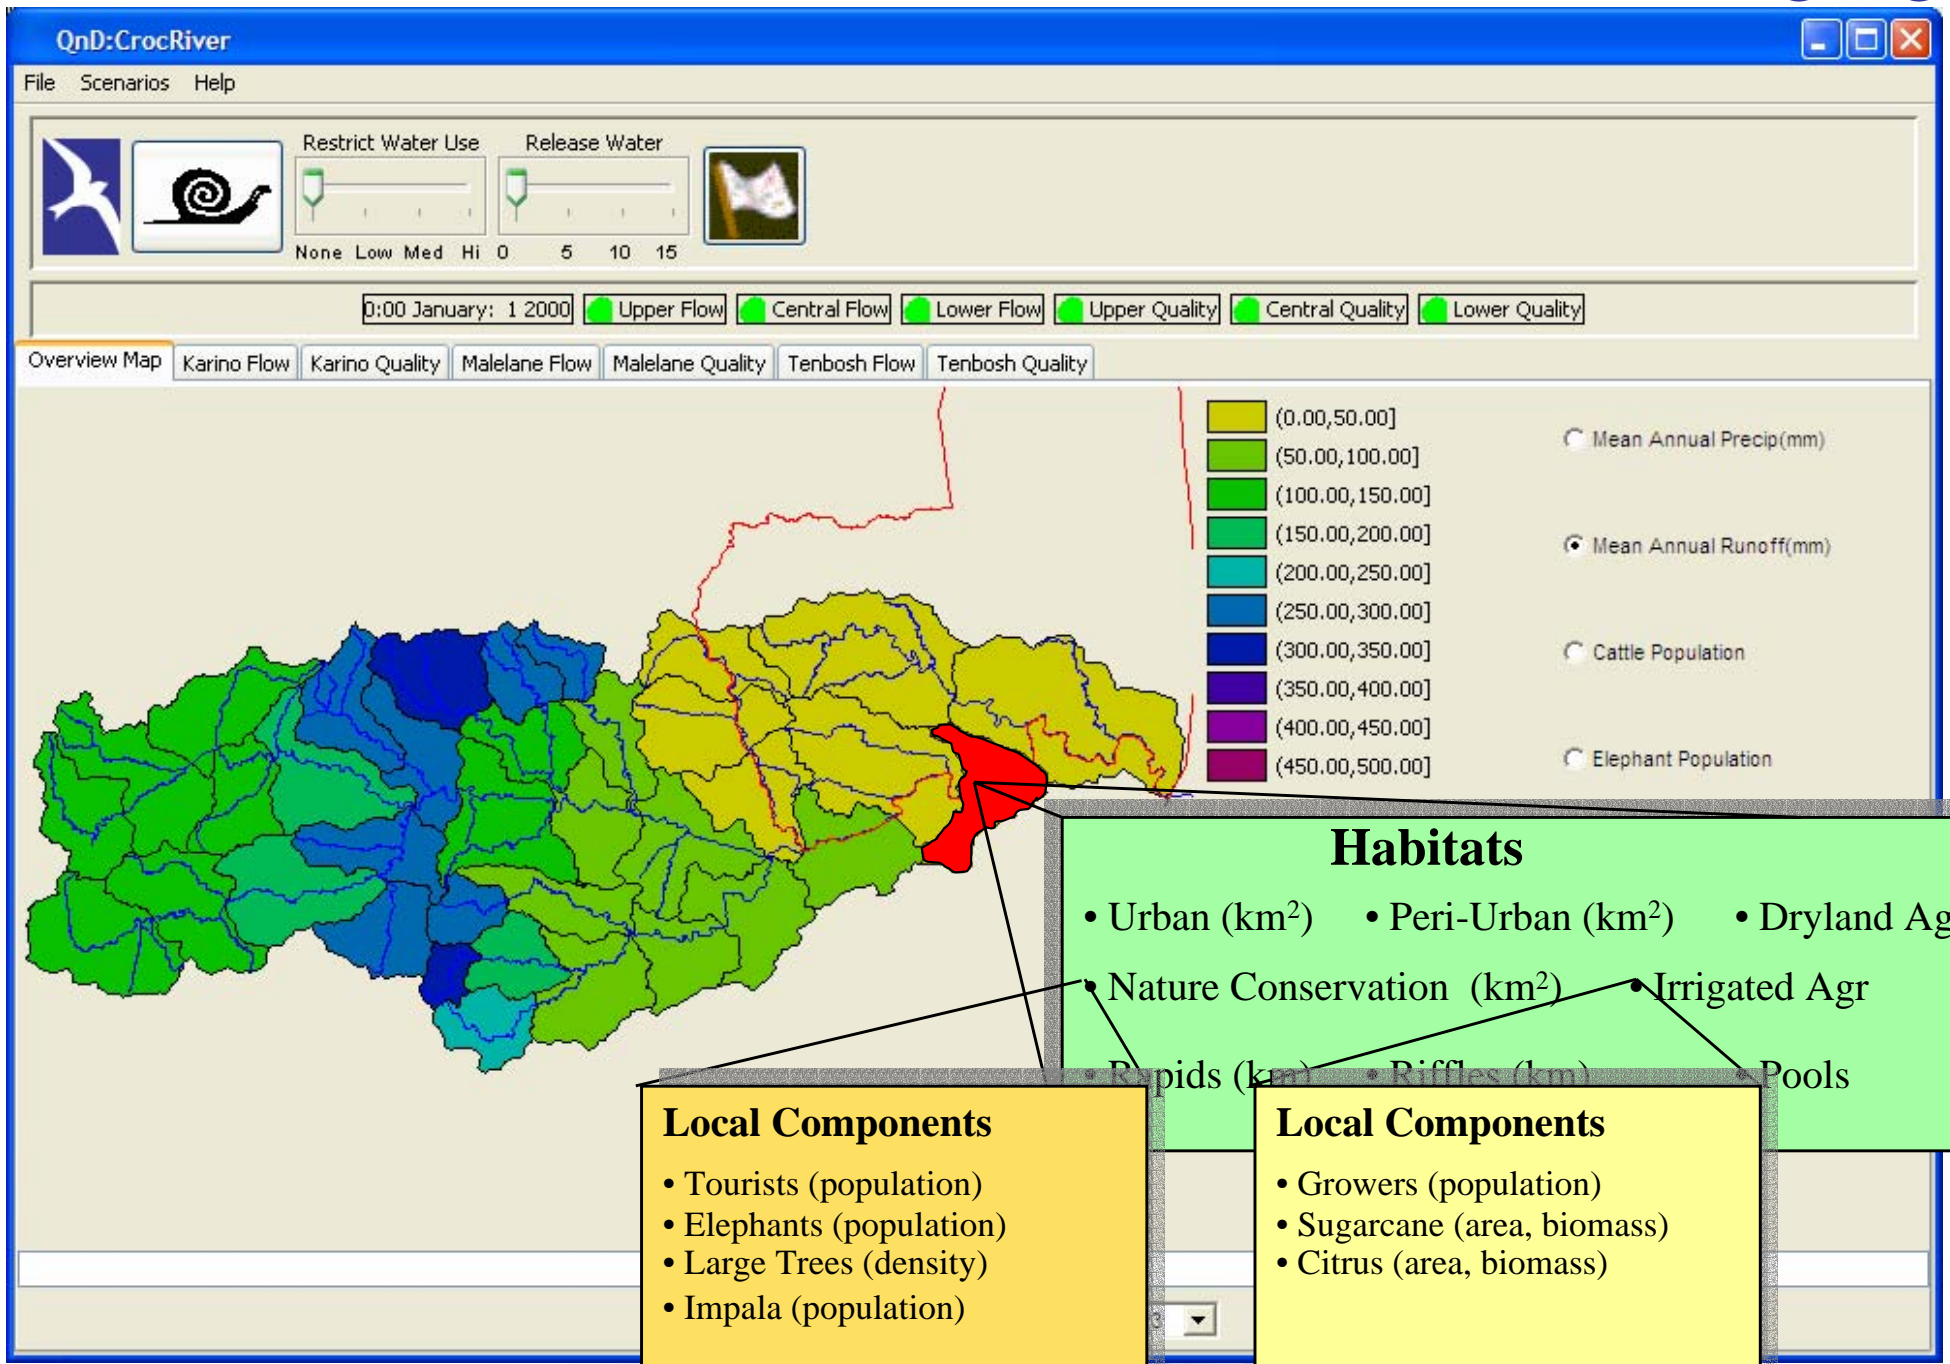 QnD:CrocRiver
File Scenarios Help
Restrict Water Use Release Water
None Low Med Hi 0 5 10 15
0:00 January: 1 2000 Upper Flow Central Flow Lower Flow Upper Quality Central Quality Lower Quality
Overview Map Karino Flow Karino Quality Malelane Flow Malelane Quality Tenbosh Flow Tenbosh Quality
(0.00,50.00]
(50.00,100.00]
(100.00,150.00]
(150.00,200.00]
(200.00,250.00]
(250.00,300.00]
(300.00,350.00]
(350.00,400.00]
(400.00,450.00]
(450.00,500.00]
Mean Annual Precip(mm)
Mean Annual Runoff(mm)
Cattle Population
Elephant Population
Habitats
• Urban (km²) • Peri-Urban (km²) • Dryland Ag
• Nature Conservation (km²) • Irrigated Agr
• Rapids (km) • Riffles (km) • Pools
Local Components
• Tourists (population)
• Elephants (population)
• Large Trees (density)
• Impala (population)
Local Components
• Growers (population)
• Sugarcane (area, biomass)
• Citrus (area, biomass)